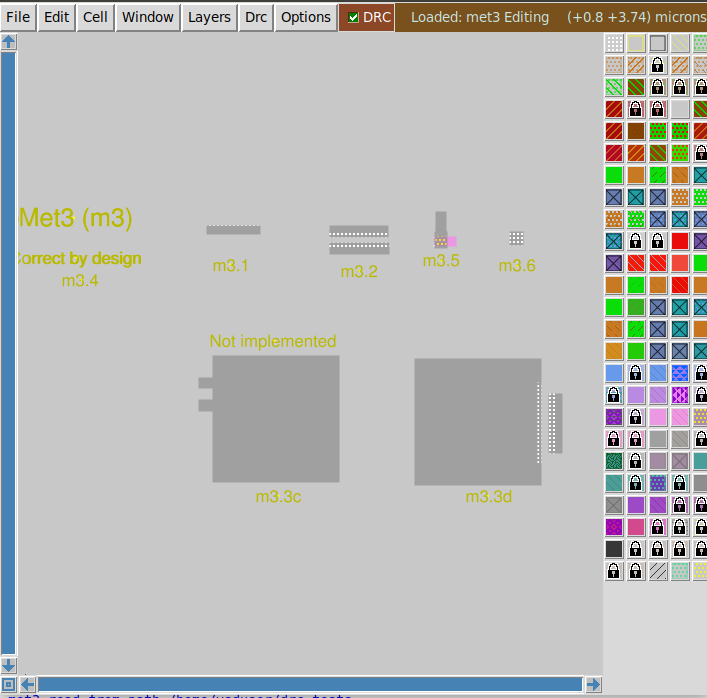 File Edit Cell Window Layers Drc Options DRC Loaded: met3 Editing (+0.8 +3.74) microns
Met3 (m3)
Correct by design
m3.4
m3.1
m3.2
m3.5
m3.6
Not implemented
m3.3c
m3.3d